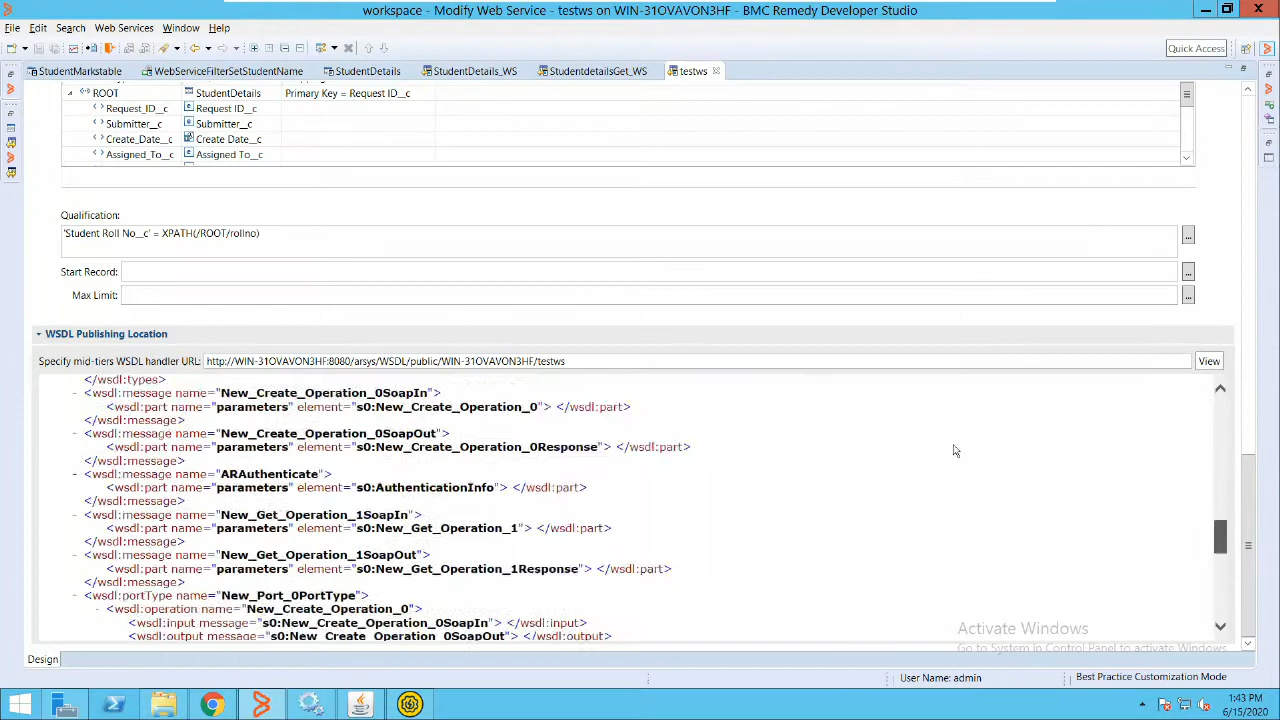 workspace - Modify Web Service - testws on WIN-31OVAVON3HF - BMC Remedy Developer Studio
File Edit Search Web Services Window Help
Quick Access
StudentMarkstable WebServiceFilterSetStudentName StudentDetails StudentDetails_WS StudentdetailsGet_WS testws
ROOT StudentDetails Primary Key = Request ID__c
Request_ID__c Request ID__c
Submitter__c Submitter__c
Create_Date__c Create Date__c
Assigned_To__c Assigned To__c
Qualification:
'Student Roll No__c' = XPATH(/ROOT/rollno)
...
Start Record: ...
Max Limit: ...
WSDL Publishing Location
Specify mid-tiers WSDL handler URL: http://WIN-31OVAVON3HF:8080/arsys/WSDL/public/WIN-31OVAVON3HF/testws View
</wsdl:types>
- <wsdl:message name="New_Create_Operation_0SoapIn">
<wsdl:part name="parameters" element="s0:New_Create_Operation_0"> </wsdl:part>
</wsdl:message>
- <wsdl:message name="New_Create_Operation_0SoapOut">
<wsdl:part name="parameters" element="s0:New_Create_Operation_0Response"> </wsdl:part>
</wsdl:message>
- <wsdl:message name="ARAuthenticate">
<wsdl:part name="parameters" element="s0:AuthenticationInfo"> </wsdl:part>
</wsdl:message>
- <wsdl:message name="New_Get_Operation_1SoapIn">
<wsdl:part name="parameters" element="s0:New_Get_Operation_1"> </wsdl:part>
</wsdl:message>
- <wsdl:message name="New_Get_Operation_1SoapOut">
<wsdl:part name="parameters" element="s0:New_Get_Operation_1Response"> </wsdl:part>
</wsdl:message>
- <wsdl:portType name="New_Port_0PortType">
- <wsdl:operation name="New_Create_Operation_0">
<wsdl:input message="s0:New_Create_Operation_0SoapIn"> </wsdl:input>
<wsdl:output message="s0:New_Create_Operation_0SoapOut"> </wsdl:output>
Activate Windows
Go to System in Control Panel to activate Windows.
Design
User Name: admin Best Practice Customization Mode
1:43 PM
6/15/2020